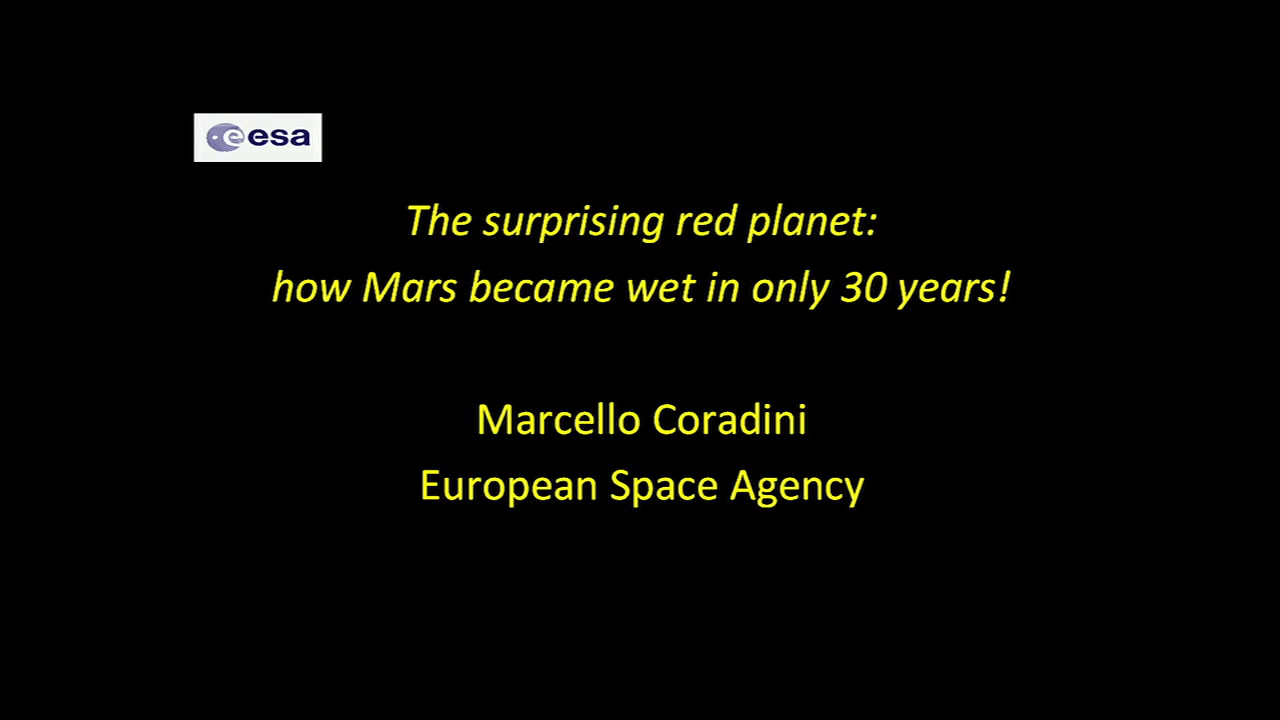 esa
The surprising red planet:
how Mars became wet in only 30 years!
Marcello Coradini
European Space Agency